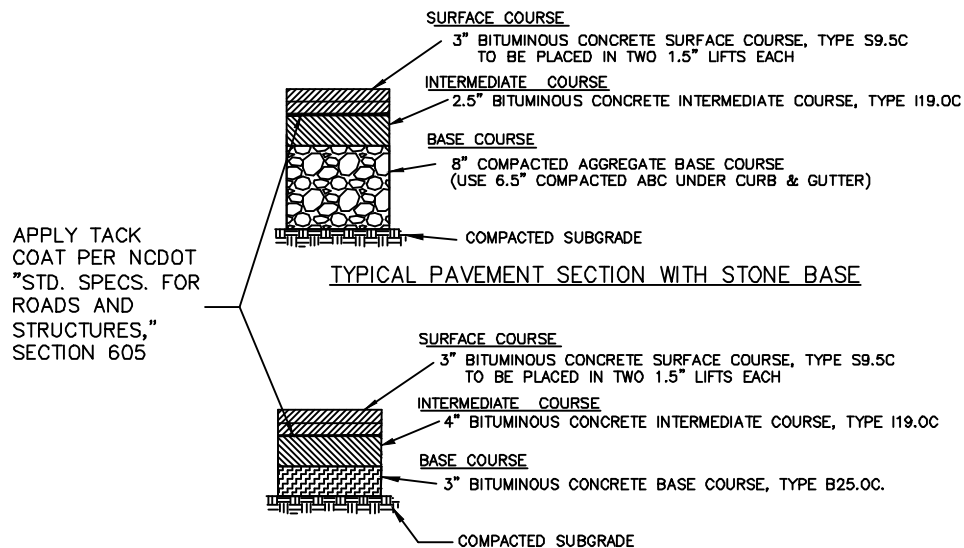 SURFACE COURSE
3" BITUMINOUS CONCRETE SURFACE COURSE, TYPE S9.5C
TO BE PLACED IN TWO 1.5" LIFTS EACH
INTERMEDIATE COURSE
2.5" BITUMINOUS CONCRETE INTERMEDIATE COURSE, TYPE I19.0C
BASE COURSE
8" COMPACTED AGGREGATE BASE COURSE
(USE 6.5" COMPACTED ABC UNDER CURB & GUTTER)
COMPACTED SUBGRADE
TYPICAL PAVEMENT SECTION WITH STONE BASE
APPLY TACK
COAT PER NCDOT
"STD. SPECS. FOR
ROADS AND
STRUCTURES,"
SECTION 605
SURFACE COURSE
3" BITUMINOUS CONCRETE SURFACE COURSE, TYPE S9.5C
TO BE PLACED IN TWO 1.5" LIFTS EACH
INTERMEDIATE COURSE
4" BITUMINOUS CONCRETE INTERMEDIATE COURSE, TYPE I19.0C
BASE COURSE
3" BITUMINOUS CONCRETE BASE COURSE, TYPE B25.0C.
COMPACTED SUBGRADE